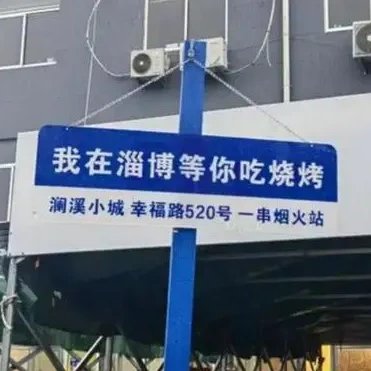 我在淄博等你吃烧烤
澜溪小城 幸福路520号 一串烟火站